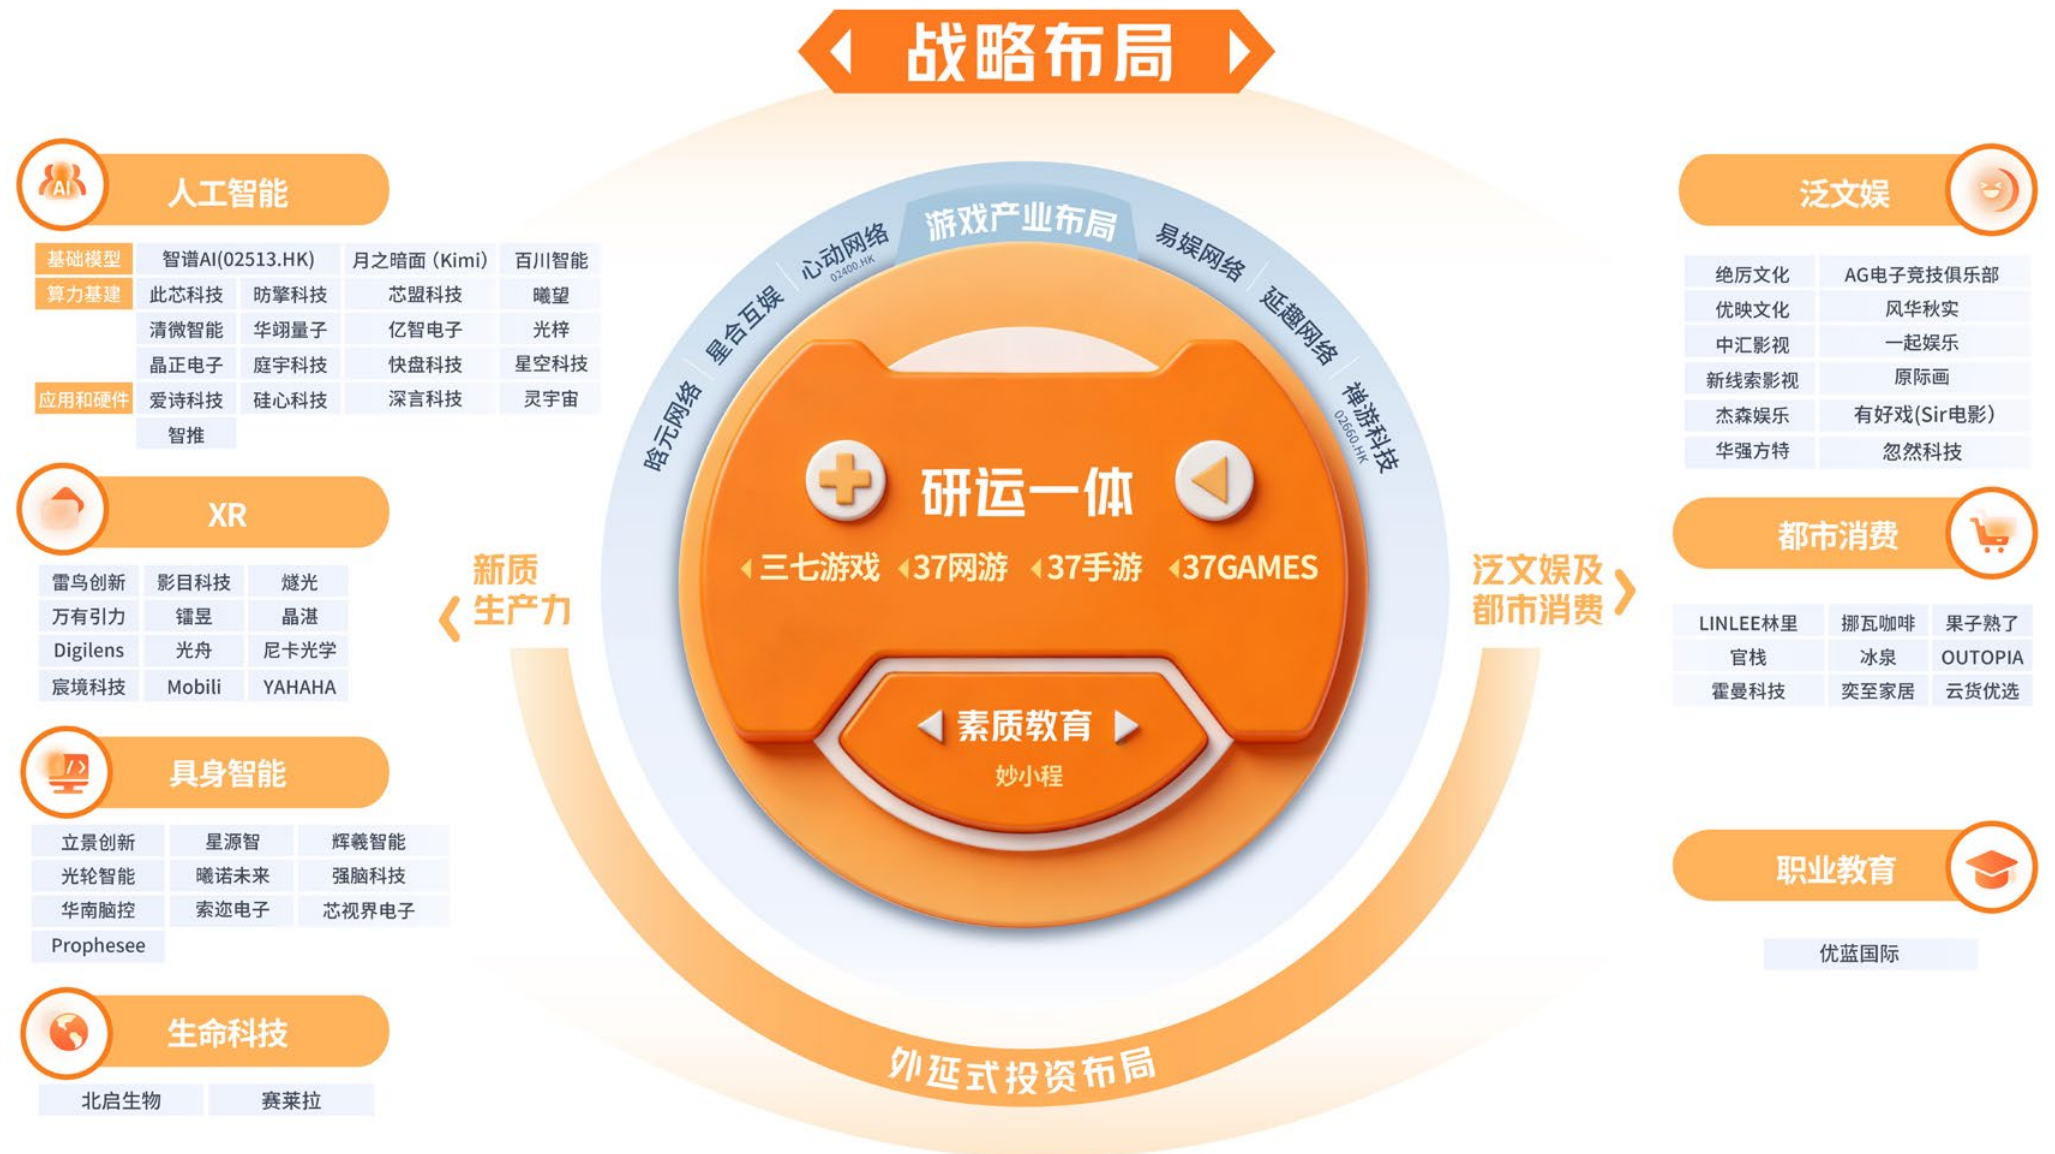 战略布局
人工智能
基础模型 智谱AI(02513.HK) 月之暗面（Kimi） 百川智能
算力基建 此芯科技 昉擎科技 芯盟科技 曦望
清微智能 华翊量子 亿智电子 光梓
晶正电子 庭宇科技 快盘科技 星空科技
应用和硬件 爱诗科技 硅心科技 深言科技 灵宇宙
智推
XR
雷鸟创新 影目科技 燧光
万有引力 镭昱 晶湛
Digilens 光舟 尼卡光学
宸境科技 Mobili YAHAHA
具身智能
立景创新 星源智 辉羲智能
光轮智能 曦诺未来 强脑科技
华南脑控 索迩电子 芯视界电子
Prophesee
生命科技
北启生物 赛莱拉
新质
生产力
游戏产业布局
晗元网络
星合互娱
心动网络
02400.HK
易娱网络
延趣网络
禅游科技
02660.HK
研运一体
三七游戏 37网游 37手游 37GAMES
素质教育
妙小程
外延式投资布局
泛文娱及
都市消费
泛文娱
绝厉文化 AG电子竞技俱乐部
优映文化 风华秋实
中汇影视 一起娱乐
新线索影视 原际画
杰森娱乐 有好戏(Sir电影）
华强方特 忽然科技
都市消费
LINLEE林里 挪瓦咖啡 果子熟了
官栈 冰泉 OUTOPIA
霍曼科技 奕至家居 云货优选
职业教育
优蓝国际